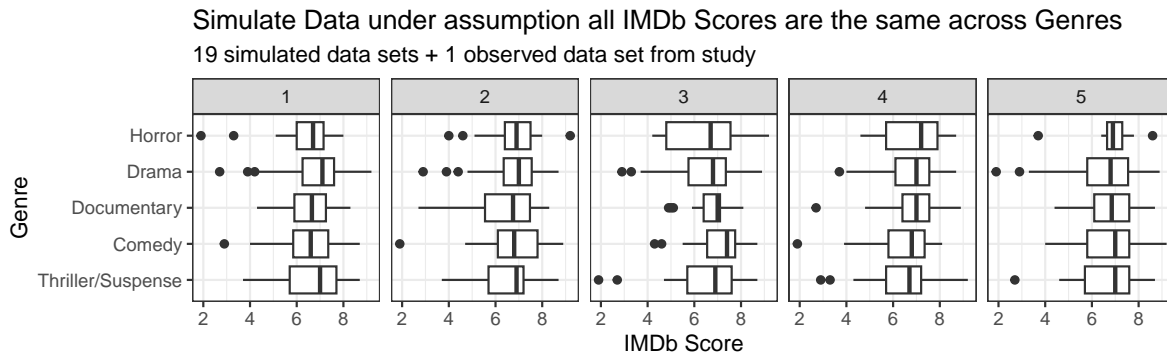 Simulate Data under assumption all IMDb Scores are the same across Genres
19 simulated data sets + 1 observed data set from study
1 2 3 4 5
Genre
Horror
Drama
Documentary
Comedy
Thriller/Suspense
2 4 6 8 2 4 6 8 2 4 6 8 2 4 6 8 2 4 6 8
IMDb Score